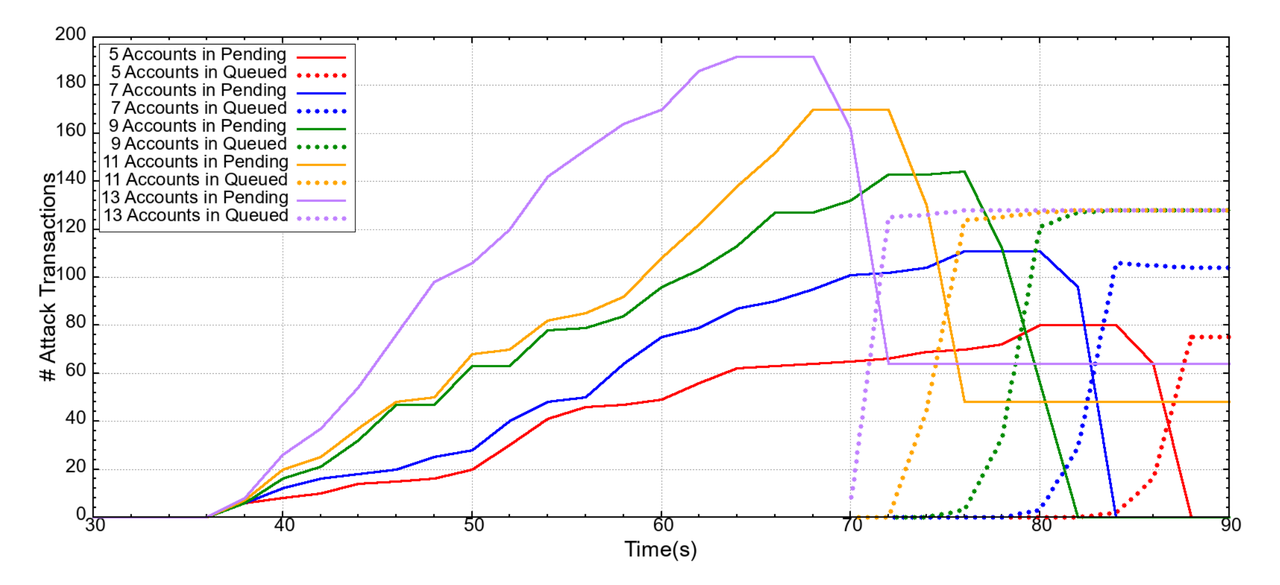 200
180
160
140
120
100
80
60
40
20
0
# Attack Transactions
5 Accounts in Pending
5 Accounts in Queued
7 Accounts in Pending
7 Accounts in Queued
9 Accounts in Pending
9 Accounts in Queued
11 Accounts in Pending
11 Accounts in Queued
13 Accounts in Pending
13 Accounts in Queued
30 40 50 60 70 80 90
Time(s)